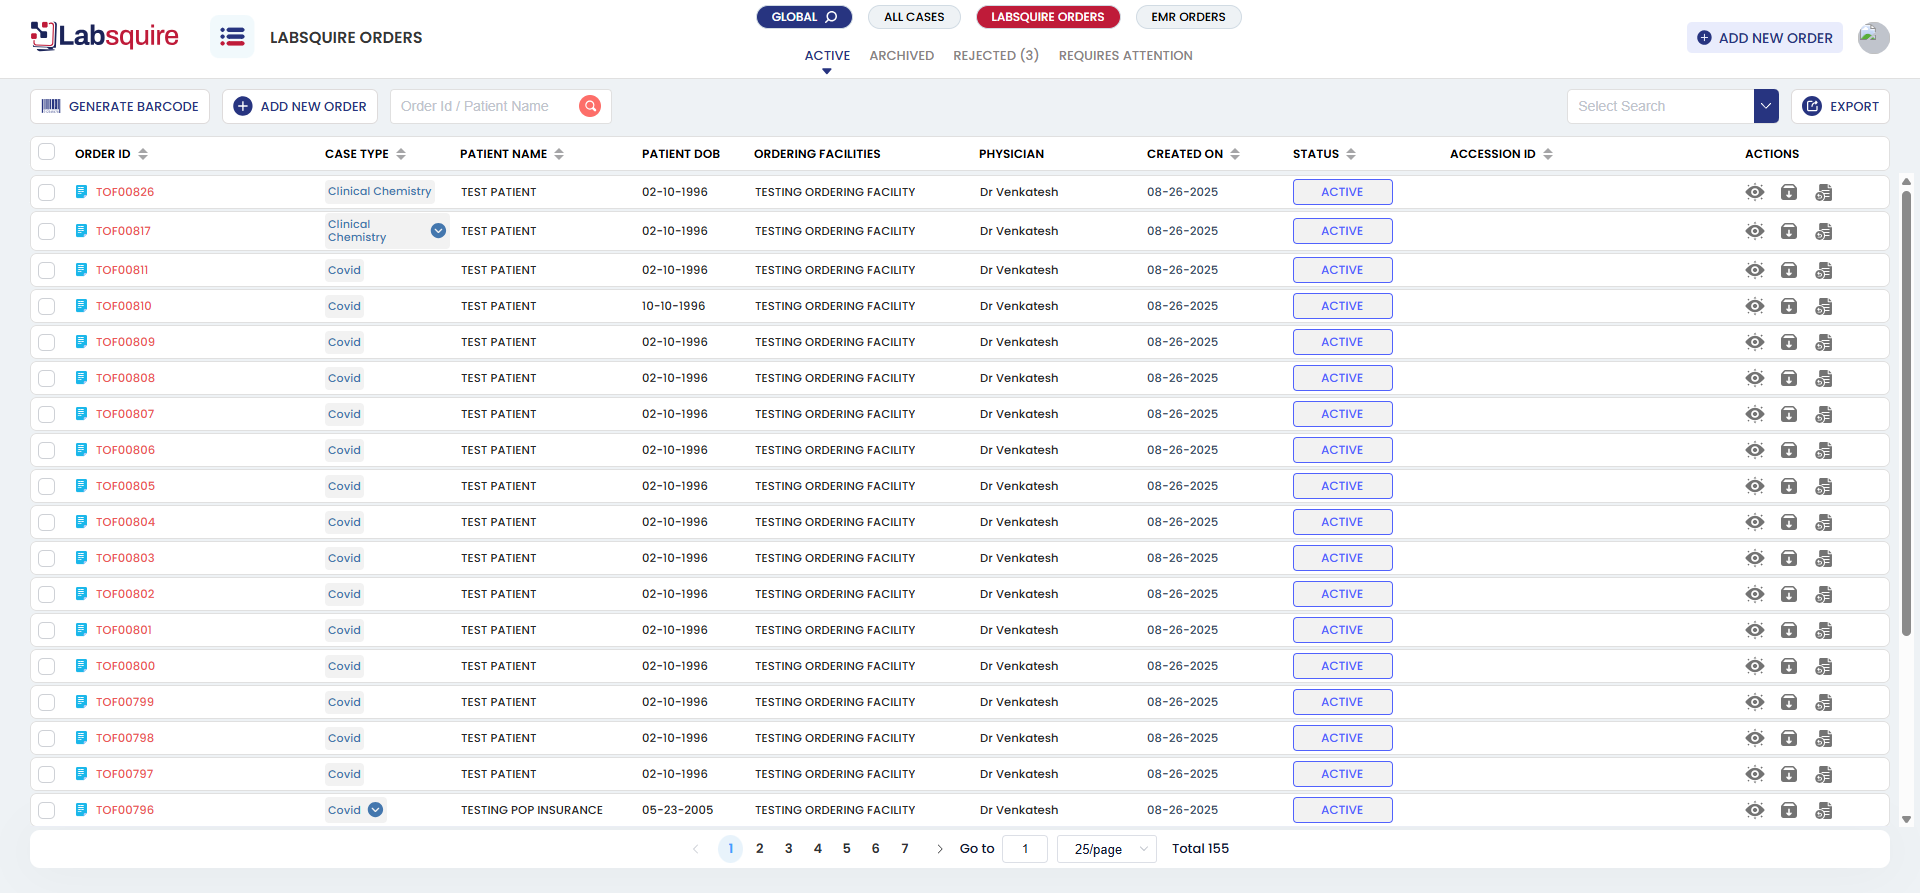 Labsquire
LABSQUIRE ORDERS
GLOBAL
ALL CASES
LABSQUIRE ORDERS
EMR ORDERS
ACTIVE
ARCHIVED
REJECTED (3)
REQUIRES ATTENTION
ADD NEW ORDER
GENERATE BARCODE
ADD NEW ORDER
Order Id / Patient Name
Select Search
EXPORT
ORDER ID CASE TYPE PATIENT NAME PATIENT DOB ORDERING FACILITIES PHYSICIAN CREATED ON STATUS ACCESSION ID ACTIONS
TOF00826 Clinical Chemistry TEST PATIENT 02-10-1996 TESTING ORDERING FACILITY Dr Venkatesh 08-26-2025 ACTIVE
TOF00817 Clinical Chemistry TEST PATIENT 02-10-1996 TESTING ORDERING FACILITY Dr Venkatesh 08-26-2025 ACTIVE
TOF00811 Covid TEST PATIENT 02-10-1996 TESTING ORDERING FACILITY Dr Venkatesh 08-26-2025 ACTIVE
TOF00810 Covid TEST PATIENT 10-10-1996 TESTING ORDERING FACILITY Dr Venkatesh 08-26-2025 ACTIVE
TOF00809 Covid TEST PATIENT 02-10-1996 TESTING ORDERING FACILITY Dr Venkatesh 08-26-2025 ACTIVE
TOF00808 Covid TEST PATIENT 02-10-1996 TESTING ORDERING FACILITY Dr Venkatesh 08-26-2025 ACTIVE
TOF00807 Covid TEST PATIENT 02-10-1996 TESTING ORDERING FACILITY Dr Venkatesh 08-26-2025 ACTIVE
TOF00806 Covid TEST PATIENT 02-10-1996 TESTING ORDERING FACILITY Dr Venkatesh 08-26-2025 ACTIVE
TOF00805 Covid TEST PATIENT 02-10-1996 TESTING ORDERING FACILITY Dr Venkatesh 08-26-2025 ACTIVE
TOF00804 Covid TEST PATIENT 02-10-1996 TESTING ORDERING FACILITY Dr Venkatesh 08-26-2025 ACTIVE
TOF00803 Covid TEST PATIENT 02-10-1996 TESTING ORDERING FACILITY Dr Venkatesh 08-26-2025 ACTIVE
TOF00802 Covid TEST PATIENT 02-10-1996 TESTING ORDERING FACILITY Dr Venkatesh 08-26-2025 ACTIVE
TOF00801 Covid TEST PATIENT 02-10-1996 TESTING ORDERING FACILITY Dr Venkatesh 08-26-2025 ACTIVE
TOF00800 Covid TEST PATIENT 02-10-1996 TESTING ORDERING FACILITY Dr Venkatesh 08-26-2025 ACTIVE
TOF00799 Covid TEST PATIENT 02-10-1996 TESTING ORDERING FACILITY Dr Venkatesh 08-26-2025 ACTIVE
TOF00798 Covid TEST PATIENT 02-10-1996 TESTING ORDERING FACILITY Dr Venkatesh 08-26-2025 ACTIVE
TOF00797 Covid TEST PATIENT 02-10-1996 TESTING ORDERING FACILITY Dr Venkatesh 08-26-2025 ACTIVE
TOF00796 Covid TESTING POP INSURANCE 05-23-2005 TESTING ORDERING FACILITY Dr Venkatesh 08-26-2025 ACTIVE
1 2 3 4 5 6 7 Go to 1 25/page Total 155